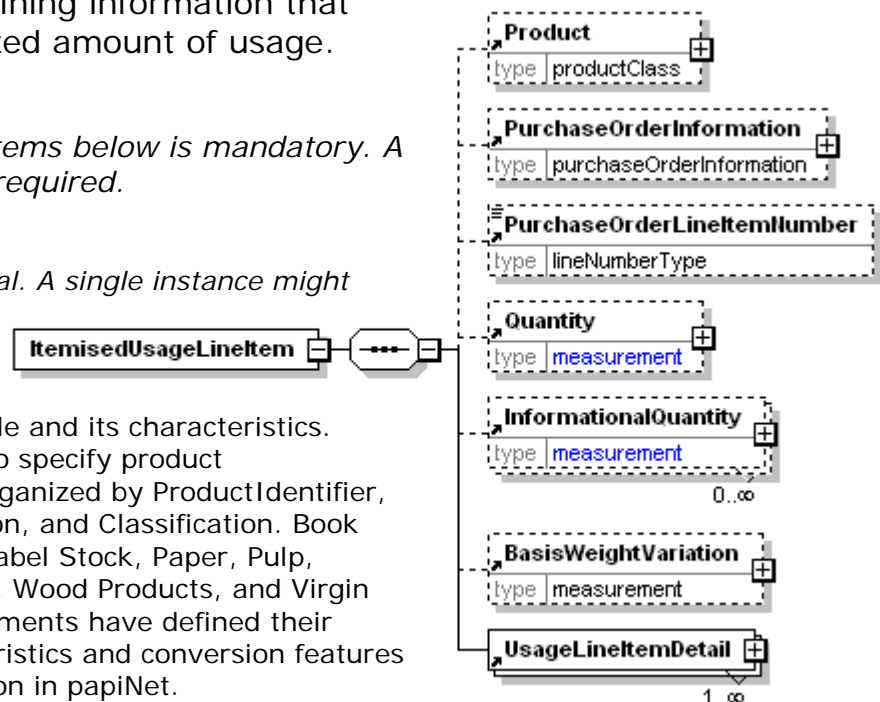 ining information that
ted amount of usage.
tems below is mandatory. A
required.
al. A single instance might
le and its characteristics.
o specify product
ganized by ProductIdentifier,
on, and Classification. Book
abel Stock, Paper, Pulp,
, Wood Products, and Virgin
ments have defined their
ristics and conversion features
on in papiNet.
ItemisedUsageLineItem
Product
type productClass
PurchaseOrderInformation
type purchaseOrderInformation
PurchaseOrderLineItemNumber
type lineNumberType
Quantity
type measurement
InformationalQuantity
type measurement
0..∞
BasisWeightVariation
type measurement
UsageLineItemDetail
1..∞